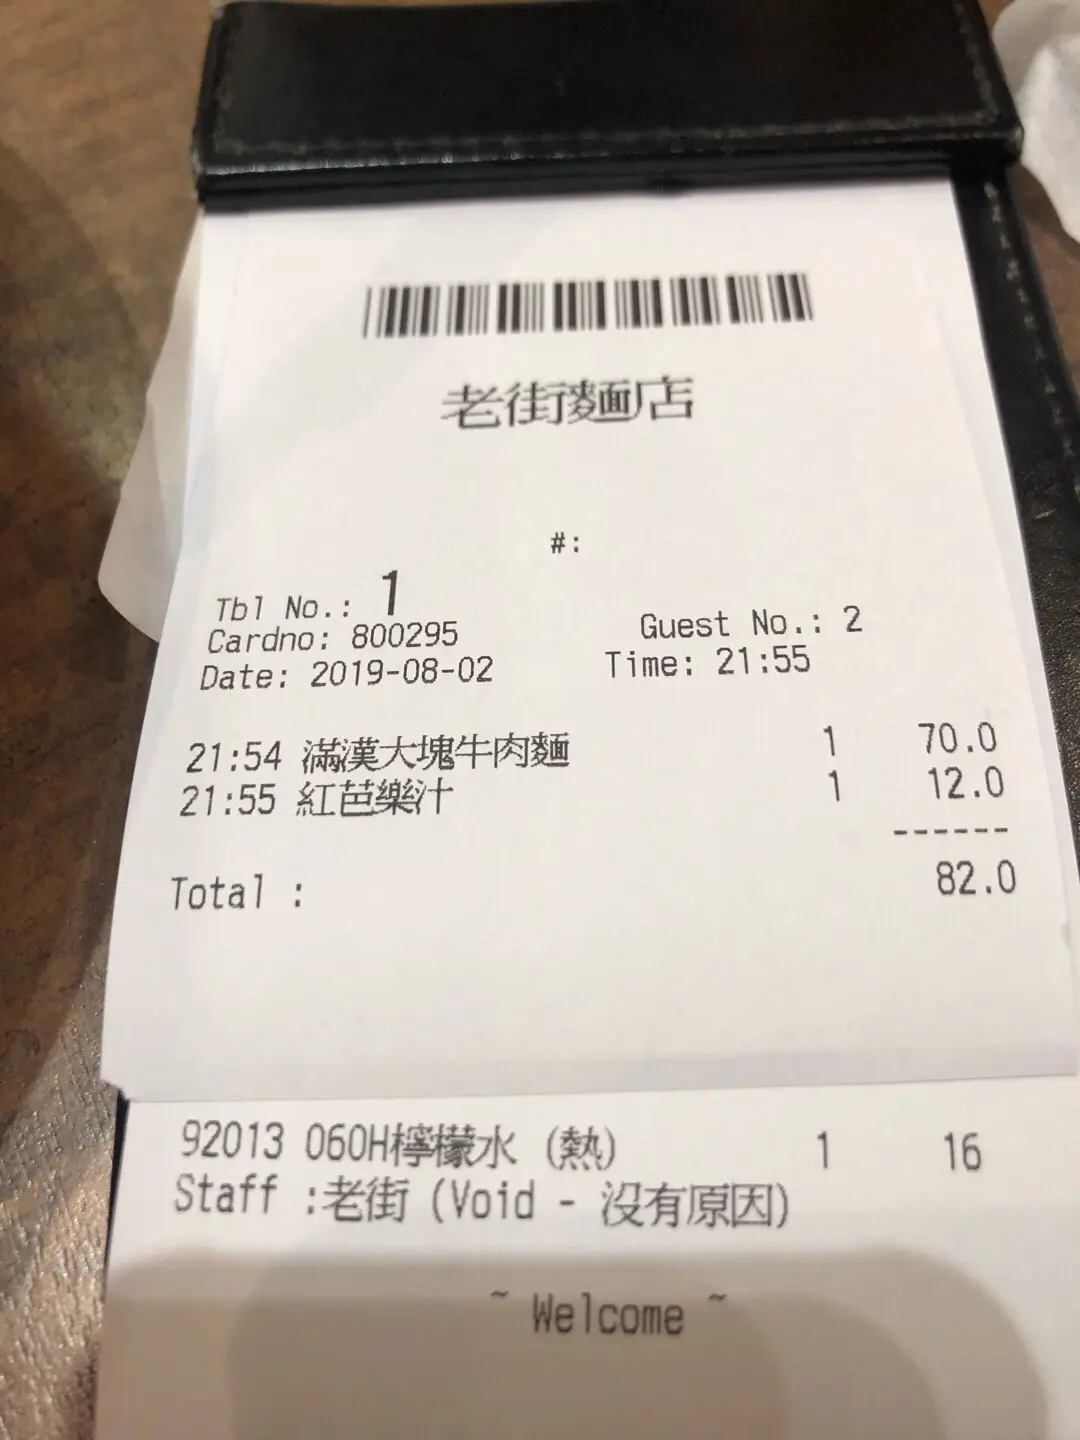 老街麵店
#:
Tbl No.: 1
Cardno: 800295 Guest No.: 2
Date: 2019-08-02 Time: 21:55
21:54 滿漢大塊牛肉麵 1 70.0
21:55 紅芭樂汁 1 12.0
------
Total : 82.0
92013 060H檸檬水 (熱) 1 16
Staff :老街 (Void - 沒有原因)
~ Welcome ~